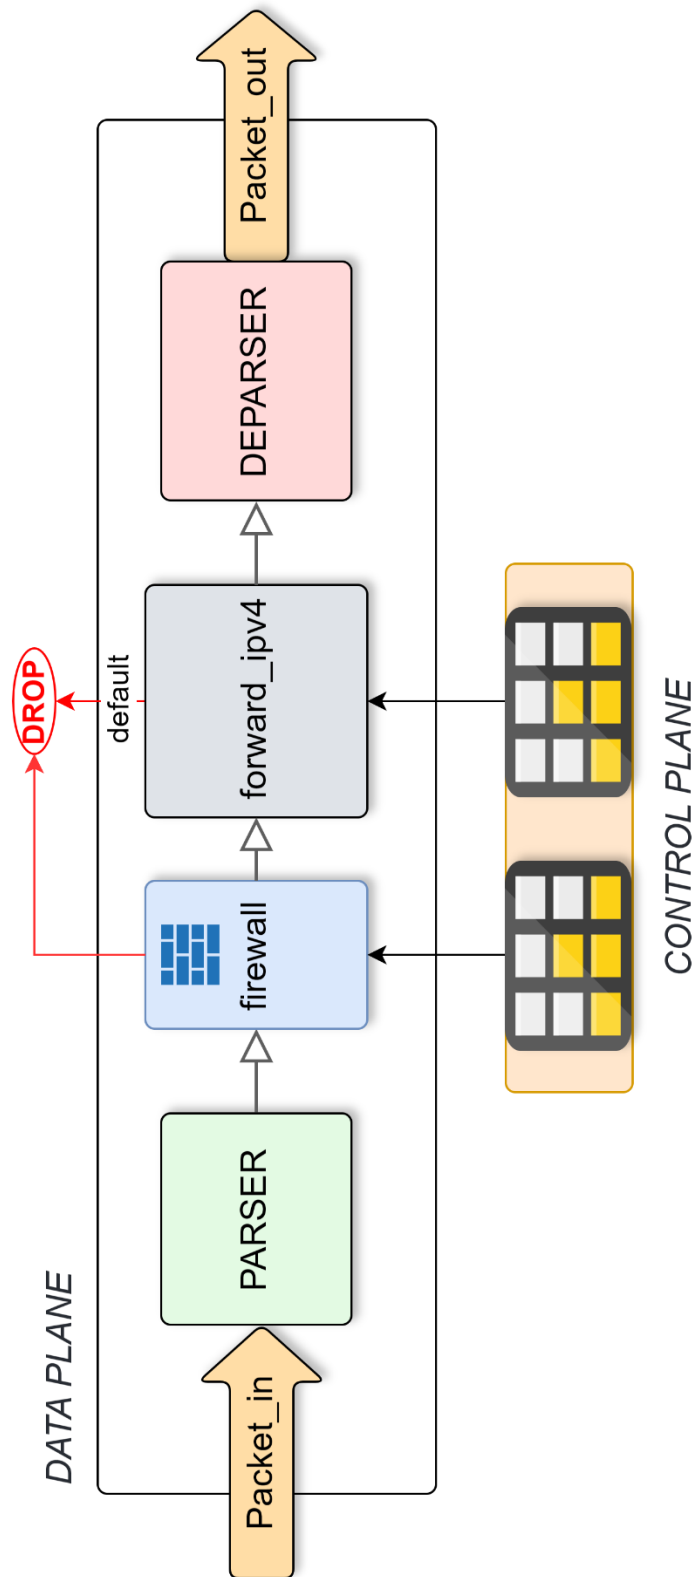 DATA PLANE
DROP
default
Packet_in
PARSER
firewall
forward_ipv4
DEPARSER
Packet_out
CONTROL PLANE